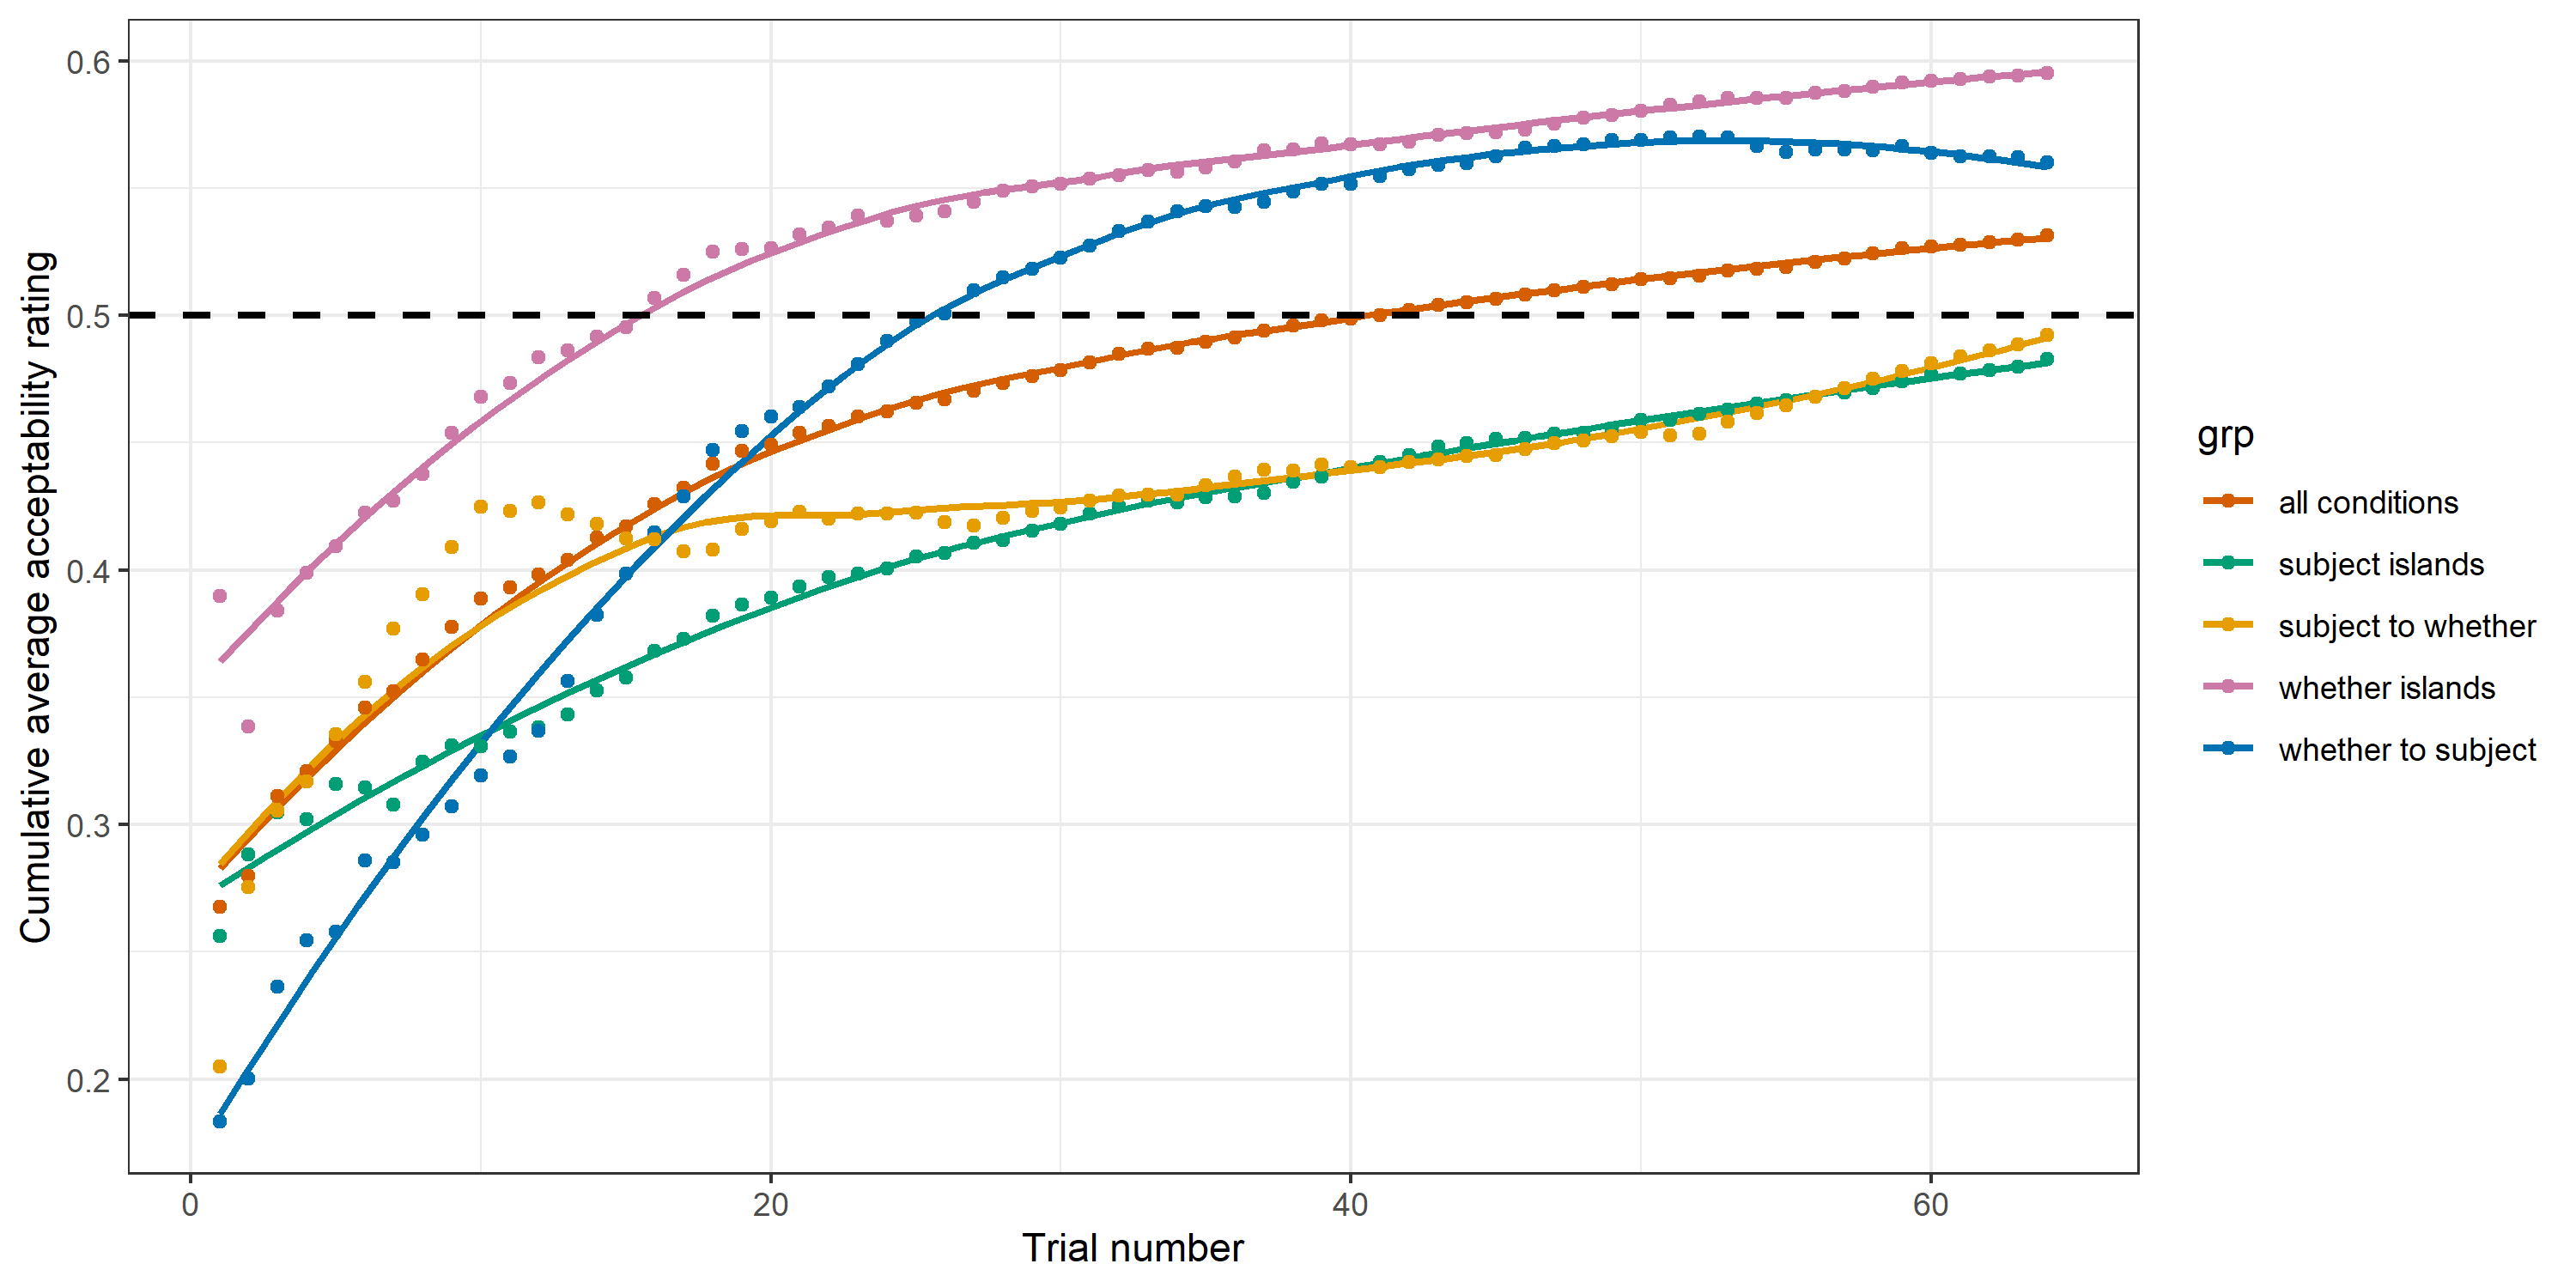 Cumulative average acceptability rating
0.6
0.5
0.4
0.3
0.2
0 20 40 60
Trial number
grp
all conditions
subject islands
subject to whether
whether islands
whether to subject